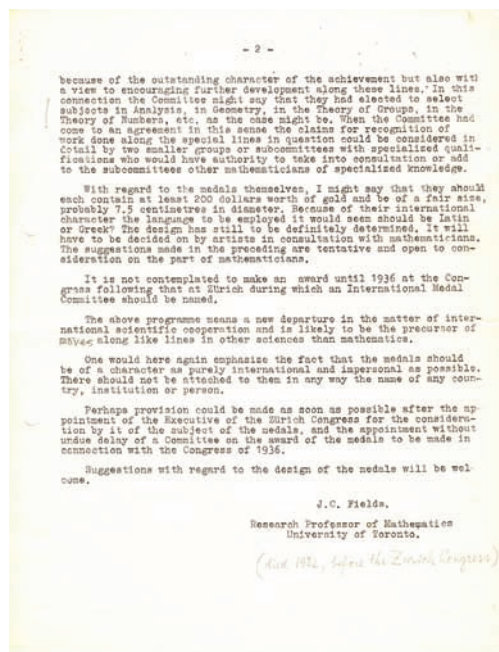 - 2 -
because of the outstanding character of the achievement but also with
a view to encouraging further development along these lines. In this
connection the Committee might say that they had elected to select
subjects in Analysis, in Geometry, in the Theory of Groups, in the
Theory of Numbers, etc. as the case might be. When the Committee had
come to an agreement in this sense the claims for recognition of
work done along the special lines in question could be considered in
detail by two smaller groups or subcommittees with specialized quali-
fications who would have authority to take into consultation or add
to the subcommittees other mathematicians of specialized knowledge.
With regard to the medals themselves, I might say that they should
each contain at least 200 dollars worth of gold and be of a fair size,
probably 7.5 centimetres in diameter. Because of their international
character the language to be employed it would seem should be Latin
or Greek? The design has still to be definitely determined. It will
have to be decided on by artists in consultation with mathematicians.
The suggestions made in the preceding are tentative and open to con-
sideration on the part of mathematicians.
It is not contemplated to make an award until 1936 at the Con-
gress following that at Zürich during which an International Medal
Committee should be named.
The above programme means a new departure in the matter of inter-
national scientific cooperation and is likely to be the precursor of
moves along like lines in other sciences than mathematics.
One would here again emphasize the fact that the medals should
be of a character as purely international and impersonal as possible.
There should not be attached to them in any way the name of any coun-
try, institution or person.
Perhaps provision could be made as soon as possible after the ap-
pointment of the Executive of the Zürich Congress for the considera-
tion by it of the subject of the medals, and the appointment without
undue delay of a Committee on the award of the medals to be made in
connection with the Congress of 1936.
Suggestions with regard to the design of the medals will be wel-
come.
J.C. Fields.
Research Professor of Mathematics
University of Toronto.
(died 1932, before the Zurich Congress)